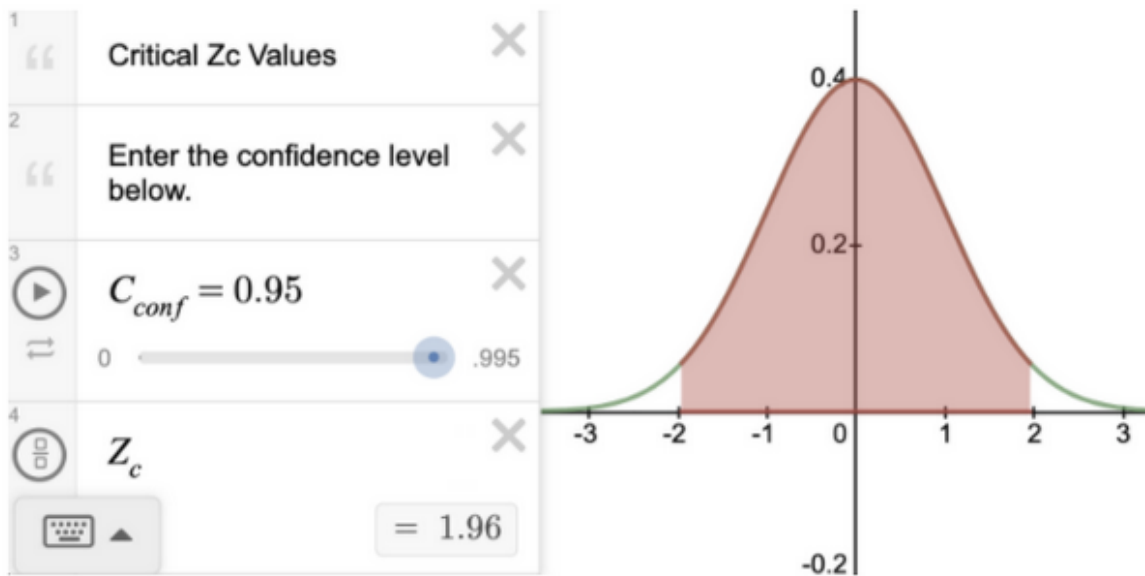 1
“ Critical Zc Values
2
“ Enter the confidence level
below.
3
C_conf = 0.95
0 .995
4
Z_c
= 1.96
0.4
0.2
-3 -2 -1 0 1 2 3
-0.2